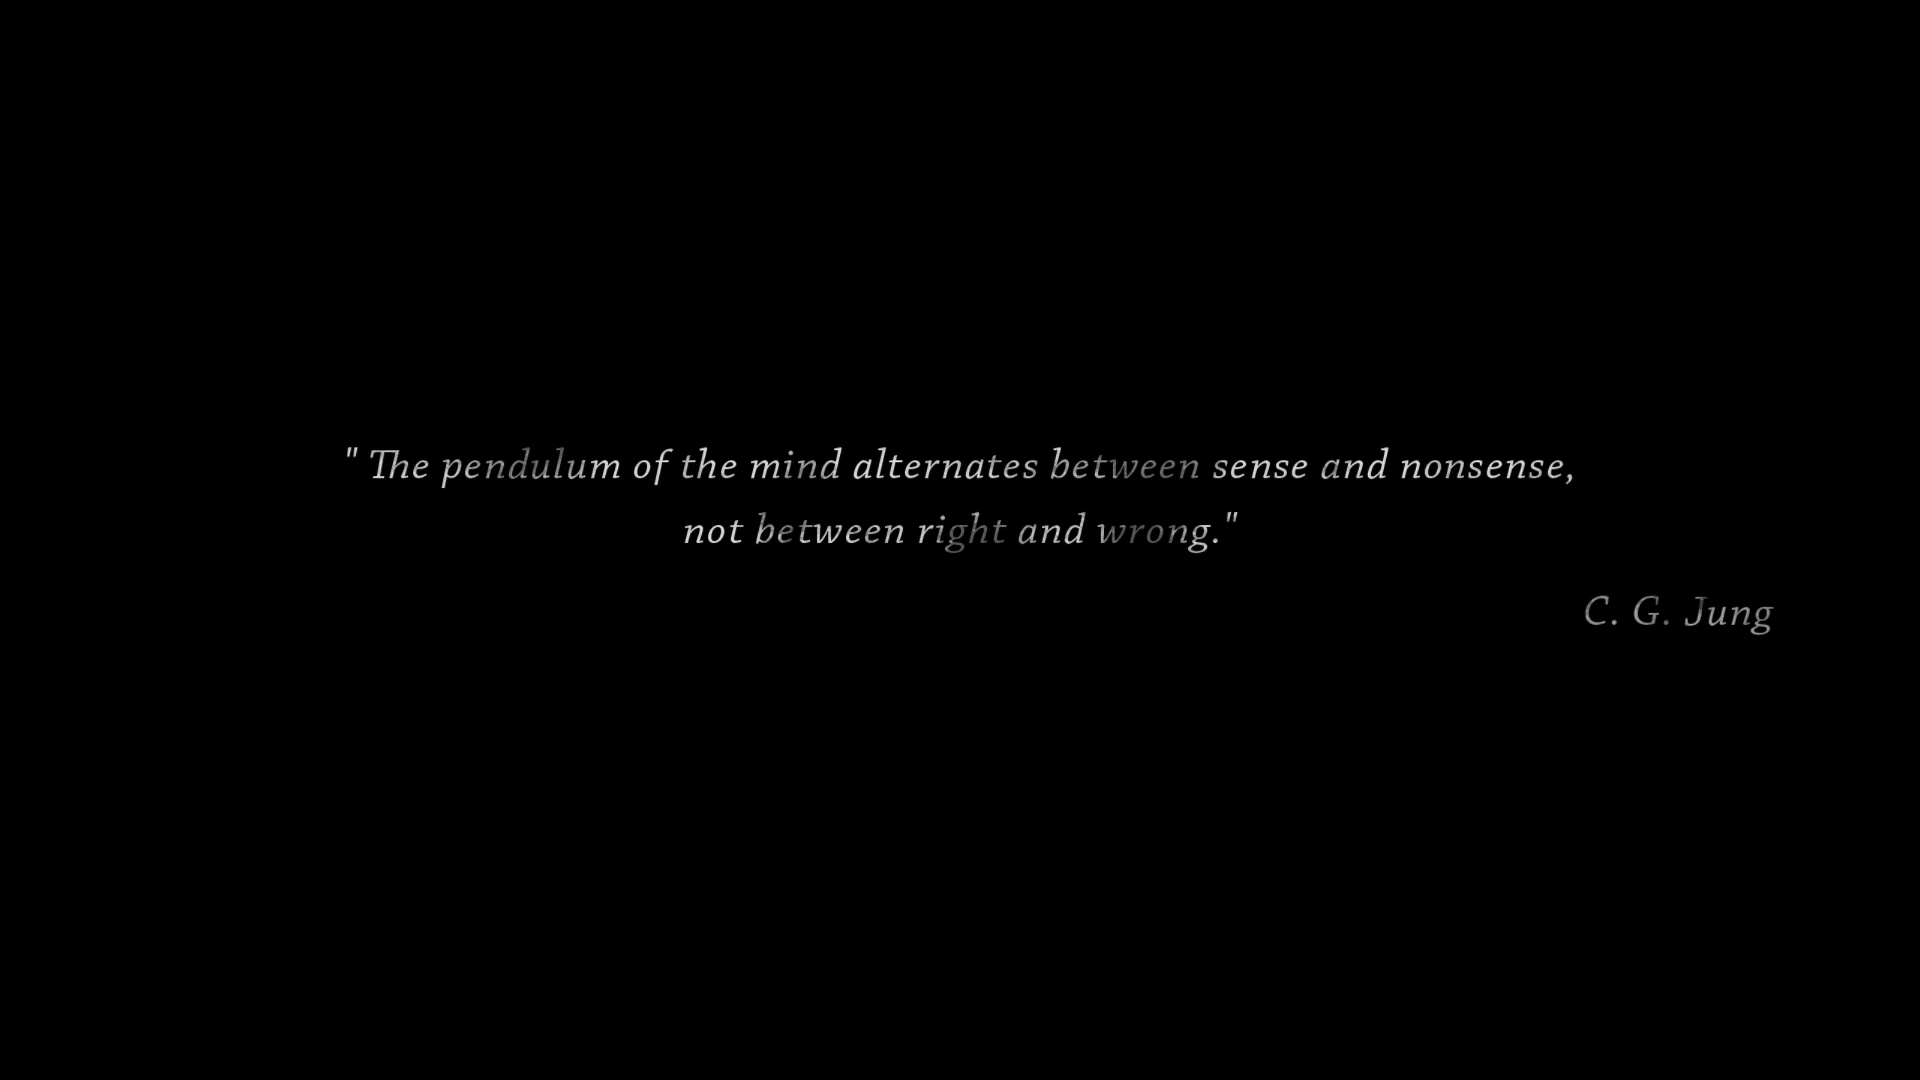 " The pendulum of the mind alternates between sense and nonsense,
not between right and wrong."
C. G. Jung